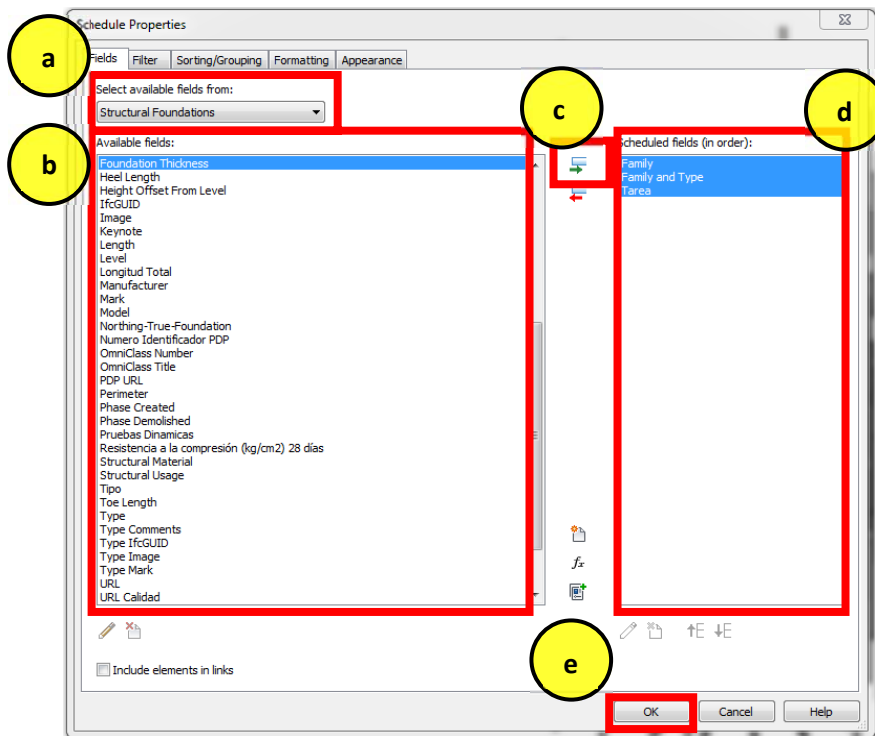 Schedule Properties
a
Fields Filter Sorting/Grouping Formatting Appearance
Select available fields from:
Structural Foundations
c
d
b
Available fields:
Foundation Thickness
Heel Length
Height Offset From Level
IfcGUID
Image
Keynote
Length
Level
Longitud Total
Manufacturer
Mark
Model
Northing-True-Foundation
Numero Identificador PDP
OmniClass Number
OmniClass Title
PDP URL
Perimeter
Phase Created
Phase Demolished
Pruebas Dinamicas
Resistencia a la compresión (kg/cm2) 28 días
Structural Material
Structural Usage
Tipo
Toe Length
Type
Type Comments
Type IfcGUID
Type Image
Type Mark
URL
URL Calidad
Scheduled fields (in order):
Family
Family and Type
Tarea
fx
Include elements in links
e
OK Cancel Help